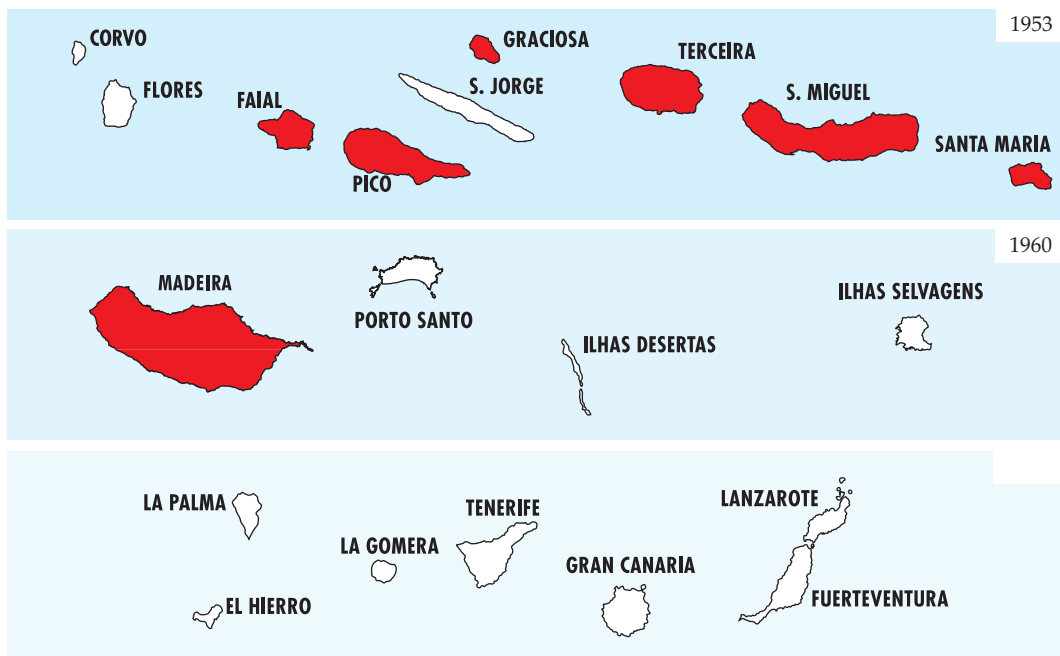 1953
CORVO
GRACIOSA
TERCEIRA
FLORES
S. JORGE
S. MIGUEL
FAIAL
SANTA MARIA
PICO
1960
MADEIRA
ILHAS SELVAGENS
PORTO SANTO
ILHAS DESERTAS
LA PALMA
TENERIFE
LANZAROTE
LA GOMERA
GRAN CANARIA
EL HIERRO
FUERTEVENTURA